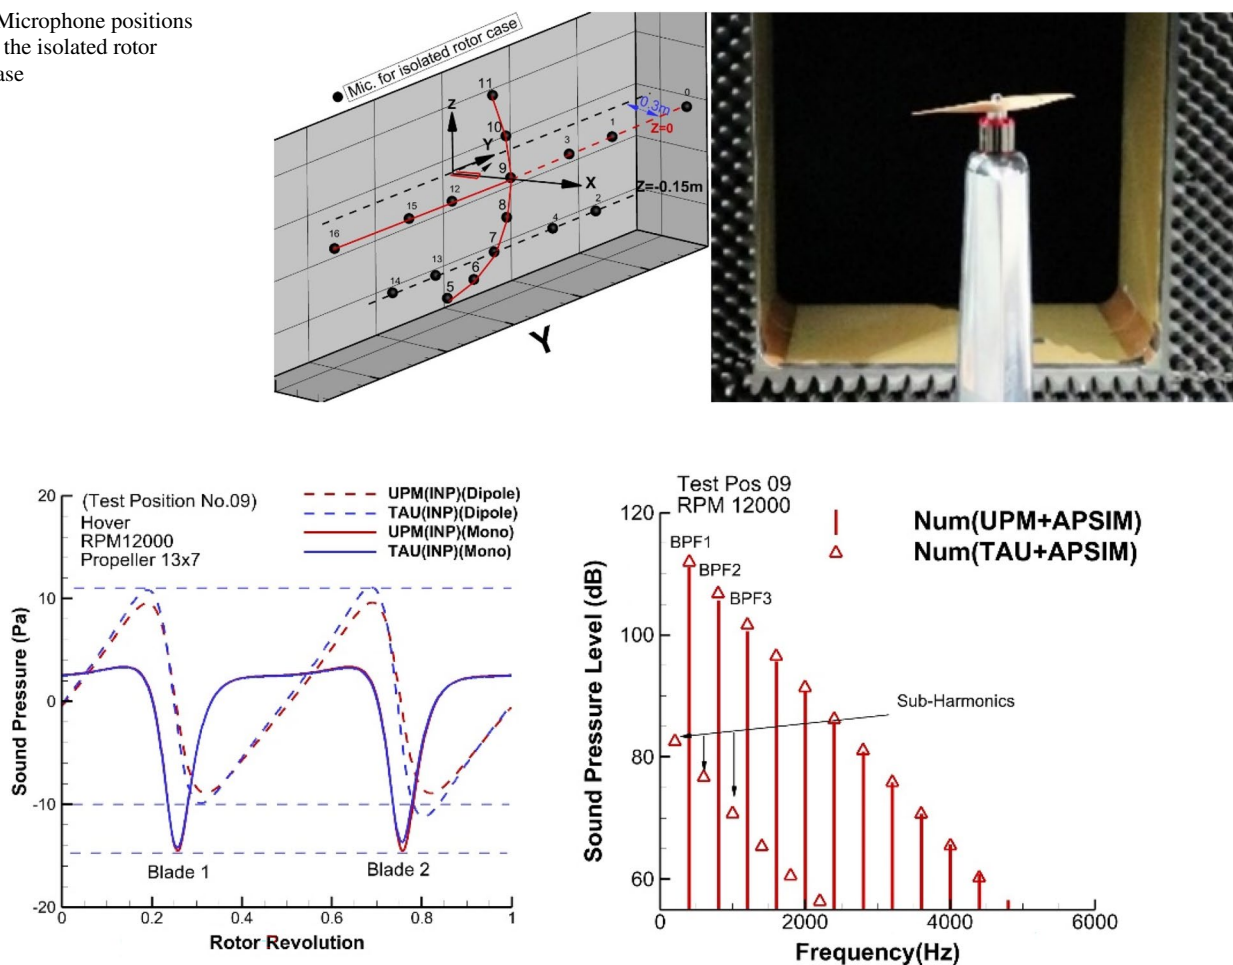 Microphone positions
the isolated rotor
ase
Mic. for isolated rotor case
11
Z
0
0.3m
10
1
Z=0
Y
3
9
X
12
Z=-0.15m
15
8
2
16
4
7
13
6
14
5
Y
20
(Test Position No.09)
Hover
RPM12000
Propeller 13x7
UPM(INP)(Dipole)
TAU(INP)(Dipole)
UPM(INP)(Mono)
TAU(INP)(Mono)
10
0
-10
-20
Sound Pressure (Pa)
Blade 1
Blade 2
0
0.2
0.4
0.6
0.8
1
Rotor Revolution
Test Pos 09
RPM 12000
Num(UPM+APSIM)
Num(TAU+APSIM)
120
BPF1
BPF2
BPF3
100
Sub-Harmonics
80
60
Sound Pressure Level (dB)
0
2000
4000
6000
Frequency(Hz)